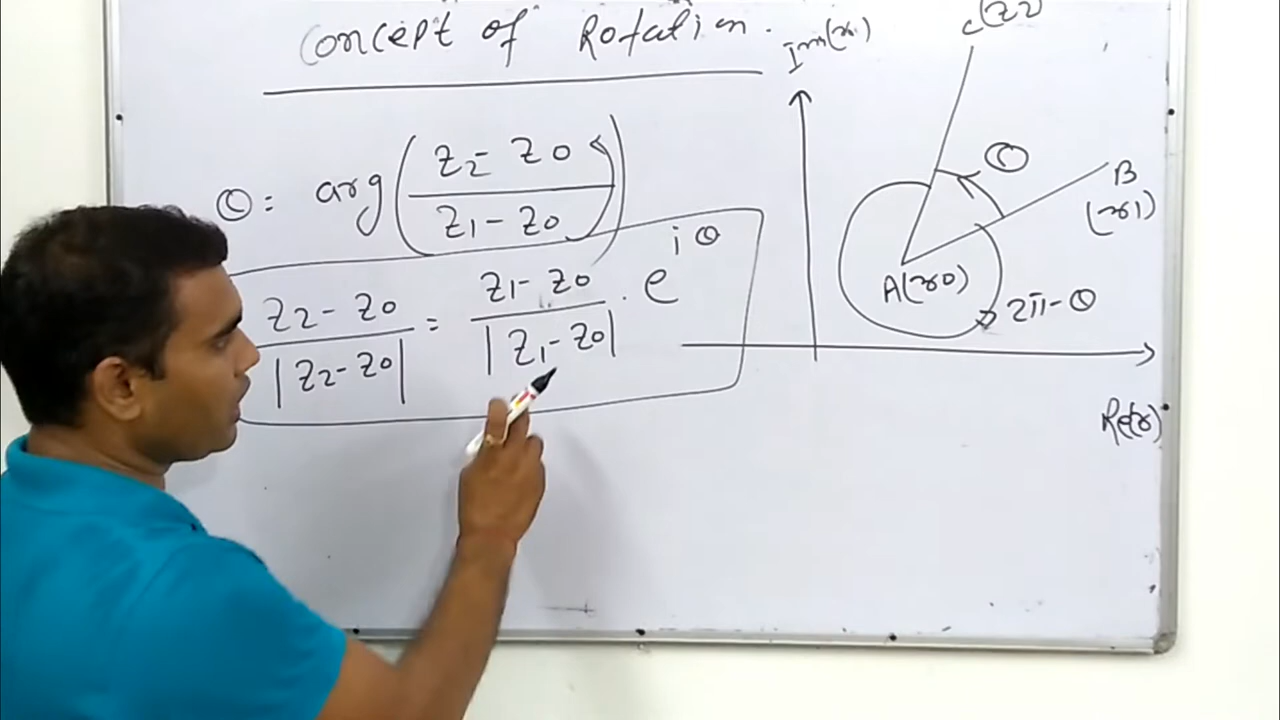 Concept of Rotation.
θ = arg((z2 - z0)/(z1 - z0))
(z2 - z0)/|z2 - z0| = (z1 - z0)/|z1 - z0| . e^iθ
Im(z)
C(z2)
θ
B
(z1)
A(z0)
2π-θ
Re(z)